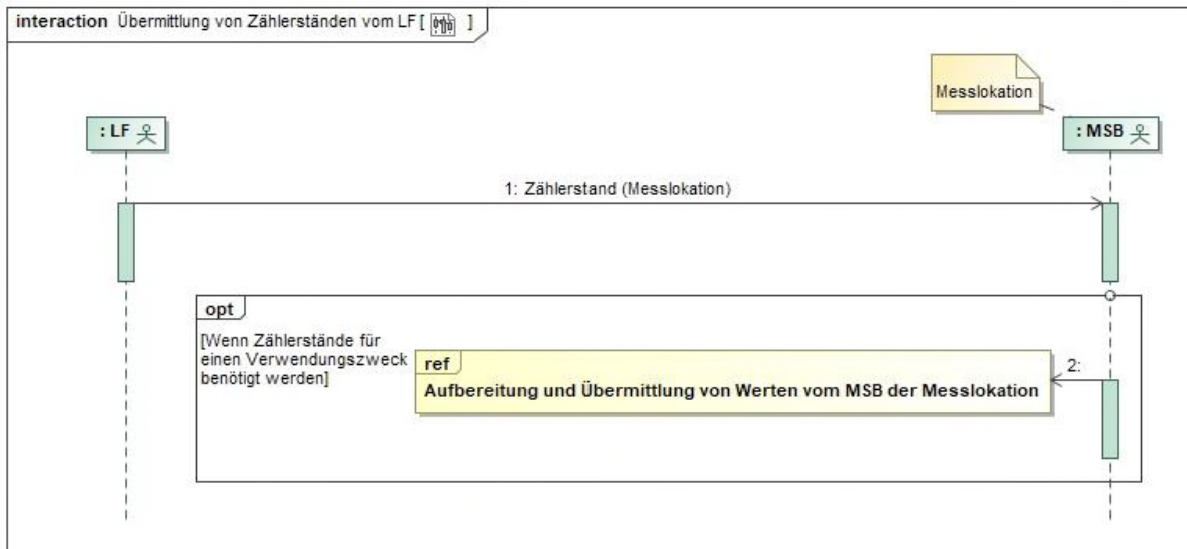 interaction Übermittlung von Zählerständen vom LF [ ]
Messlokation
: LF
: MSB
1: Zählerstand (Messlokation)
opt
[Wenn Zählerstände für
einen Verwendungszweck
benötigt werden]
ref
2:
Aufbereitung und Übermittlung von Werten vom MSB der Messlokation